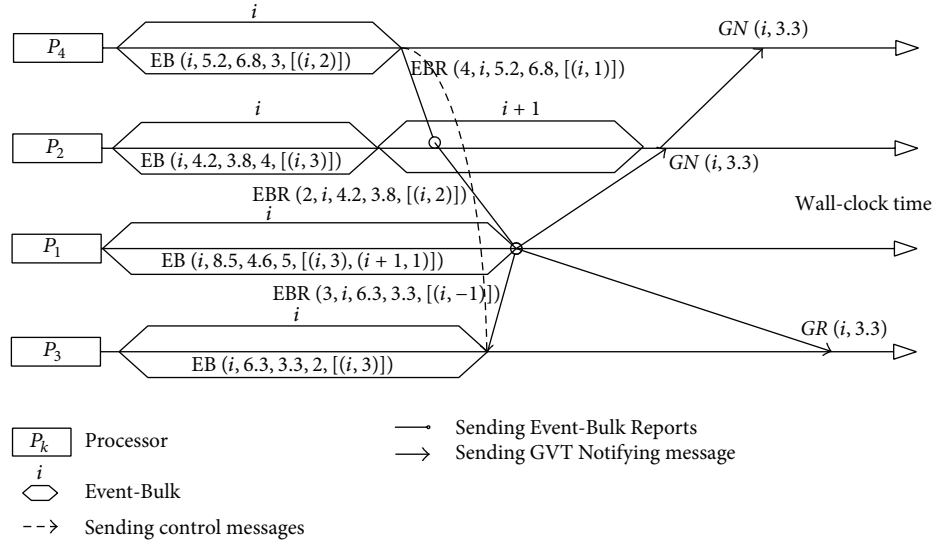 i
GN (i, 3.3)
P4
EB (i, 5.2, 6.8, 3, [(i, 2)])
EBR (4, i, 5.2, 6.8, [(i, 1)])
i
i + 1
P2
EB (i, 4.2, 3.8, 4, [(i, 3)])
GN (i, 3.3)
EBR (2, i, 4.2, 3.8, [(i, 2)])
Wall-clock time
i
P1
EB (i, 8.5, 4.6, 5, [(i, 3), (i + 1, 1)])
EBR (3, i, 6.3, 3.3, [(i, −1)])
i
GR (i, 3.3)
P3
EB (i, 6.3, 3.3, 2, [(i, 3)])
Pk Processor
i
Event-Bulk
Sending control messages
Sending Event-Bulk Reports
Sending GVT Notifying message